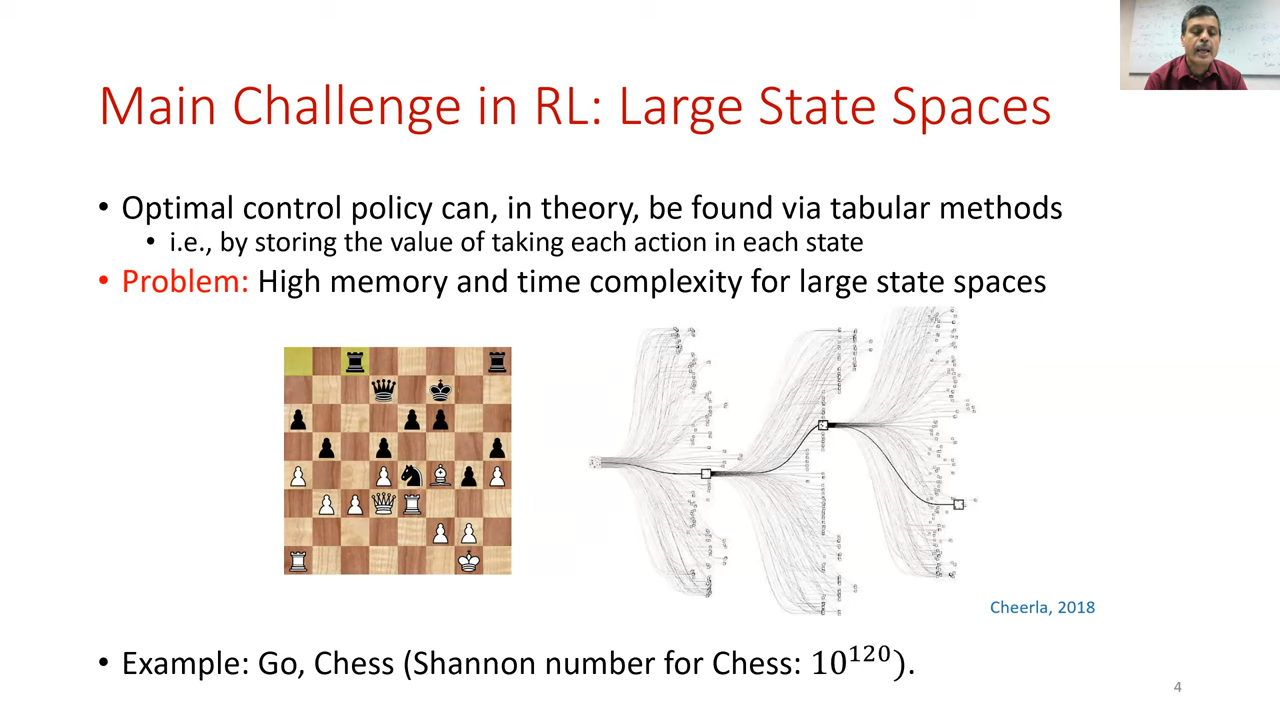 Main Challenge in RL: Large State Spaces
• Optimal control policy can, in theory, be found via tabular methods
• i.e., by storing the value of taking each action in each state
• Problem: High memory and time complexity for large state spaces
Cheerla, 2018
• Example: Go, Chess (Shannon number for Chess: 10¹²⁰).
4